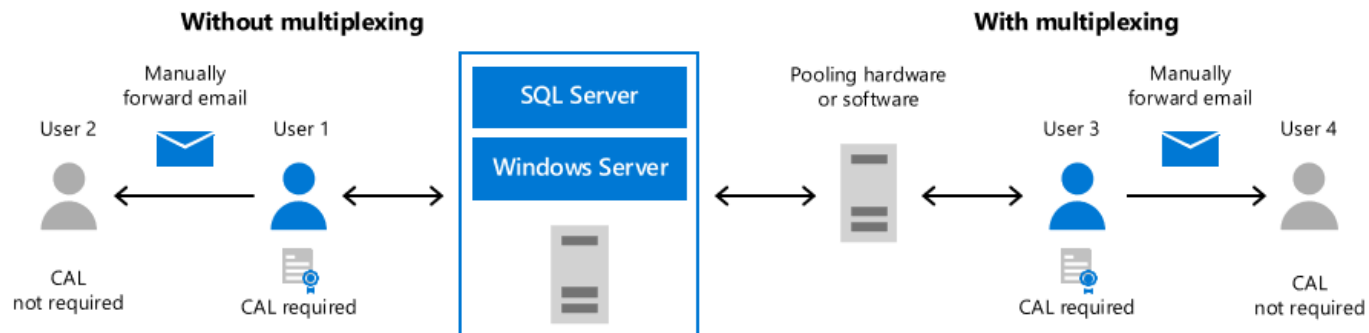 Without multiplexing
With multiplexing
Manually
forward email
User 2
User 1
CAL
not required
CAL required
SQL Server
Windows Server
Pooling hardware
or software
Manually
forward email
User 3
User 4
CAL required
CAL
not required